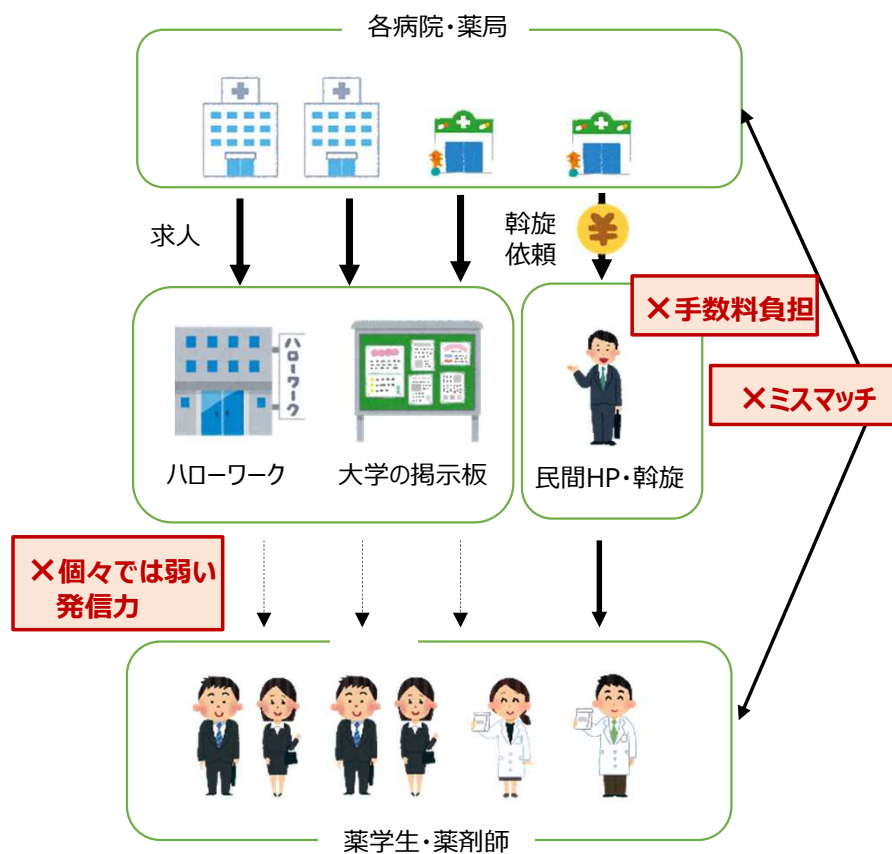 各病院・薬局
求人
斡旋
依頼
¥
×手数料負担
×ミスマッチ
ハローワーク
ハローワーク
大学の掲示板
民間HP・斡旋
×個々では弱い
発信力
薬学生・薬剤師